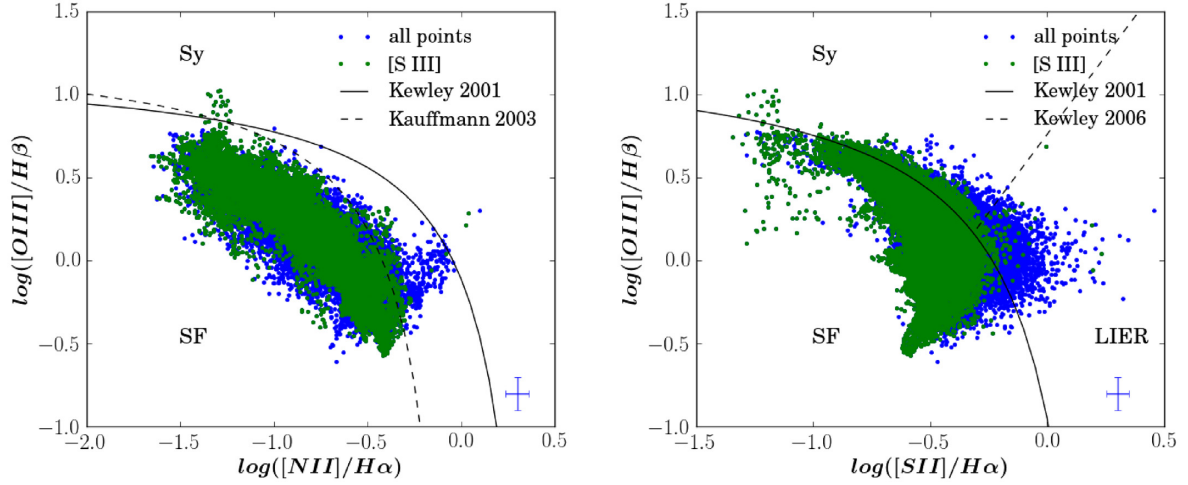 1.5
1.0
0.5
0.0
−0.5
−1.0
log([OIII]/Hβ)
Sy
SF
all points
[S III]
Kewley 2001
Kauffmann 2003
−2.0 −1.5 −1.0 −0.5 0.0 0.5
log([NII]/Hα)
1.5
1.0
0.5
0.0
−0.5
−1.0
log([OIII]/Hβ)
Sy
SF
LIER
all points
[S III]
Kewley 2001
Kewley 2006
−1.5 −1.0 −0.5 0.0 0.5
log([SII]/Hα)